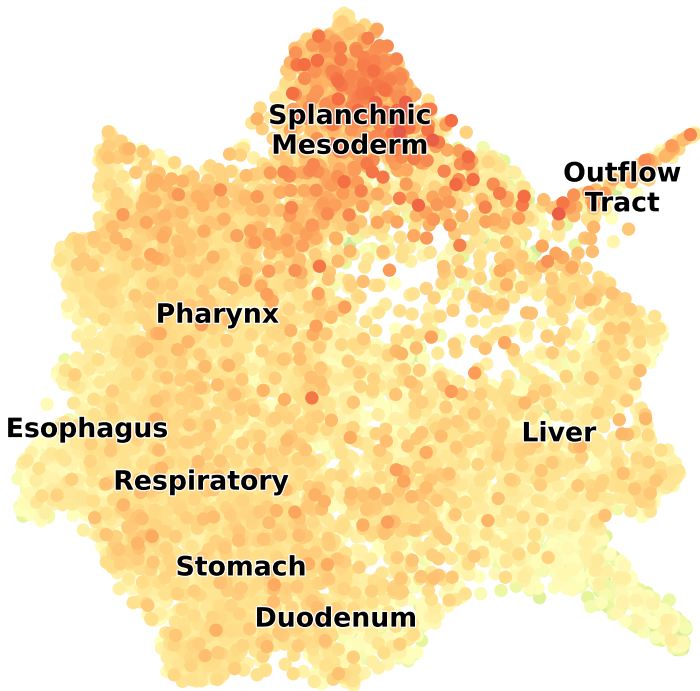 Splanchnic
Mesoderm
Outflow
Tract
Pharynx
Esophagus
Liver
Respiratory
Stomach
Duodenum